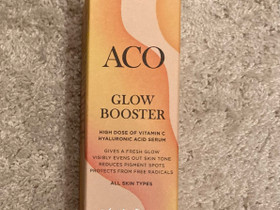 ACO
GLOW
BOOSTER
HIGH DOSE OF VITAMIN C
HYALURONIC ACID SERUM
GIVES A FRESH GLOW
VISIBLY EVENS OUT SKIN TONE
REDUCES PIGMENT SPOTS
PROTECTS FROM FREE RADICALS
ALL SKIN TYPES